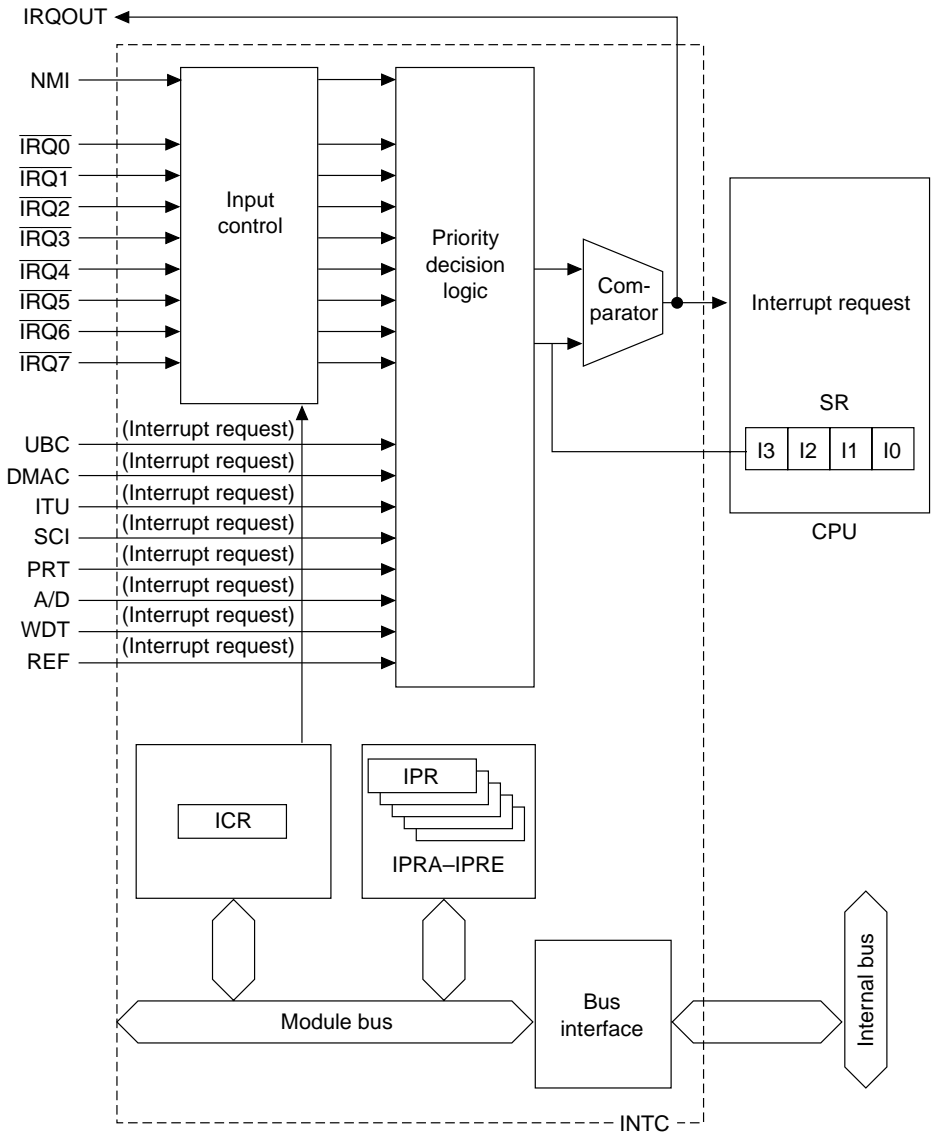 IRQOUT
NMI
IRQ0
IRQ1
IRQ2
IRQ3
IRQ4
IRQ5
IRQ6
IRQ7
Input
control
Priority
decision
logic
Com-
parator
Interrupt request
SR
I3 I2 I1 I0
CPU
UBC (Interrupt request)
DMAC (Interrupt request)
ITU (Interrupt request)
SCI (Interrupt request)
PRT (Interrupt request)
A/D (Interrupt request)
WDT (Interrupt request)
REF (Interrupt request)
ICR
IPR
IPRA–IPRE
Module bus
Bus
interface
Internal bus
INTC